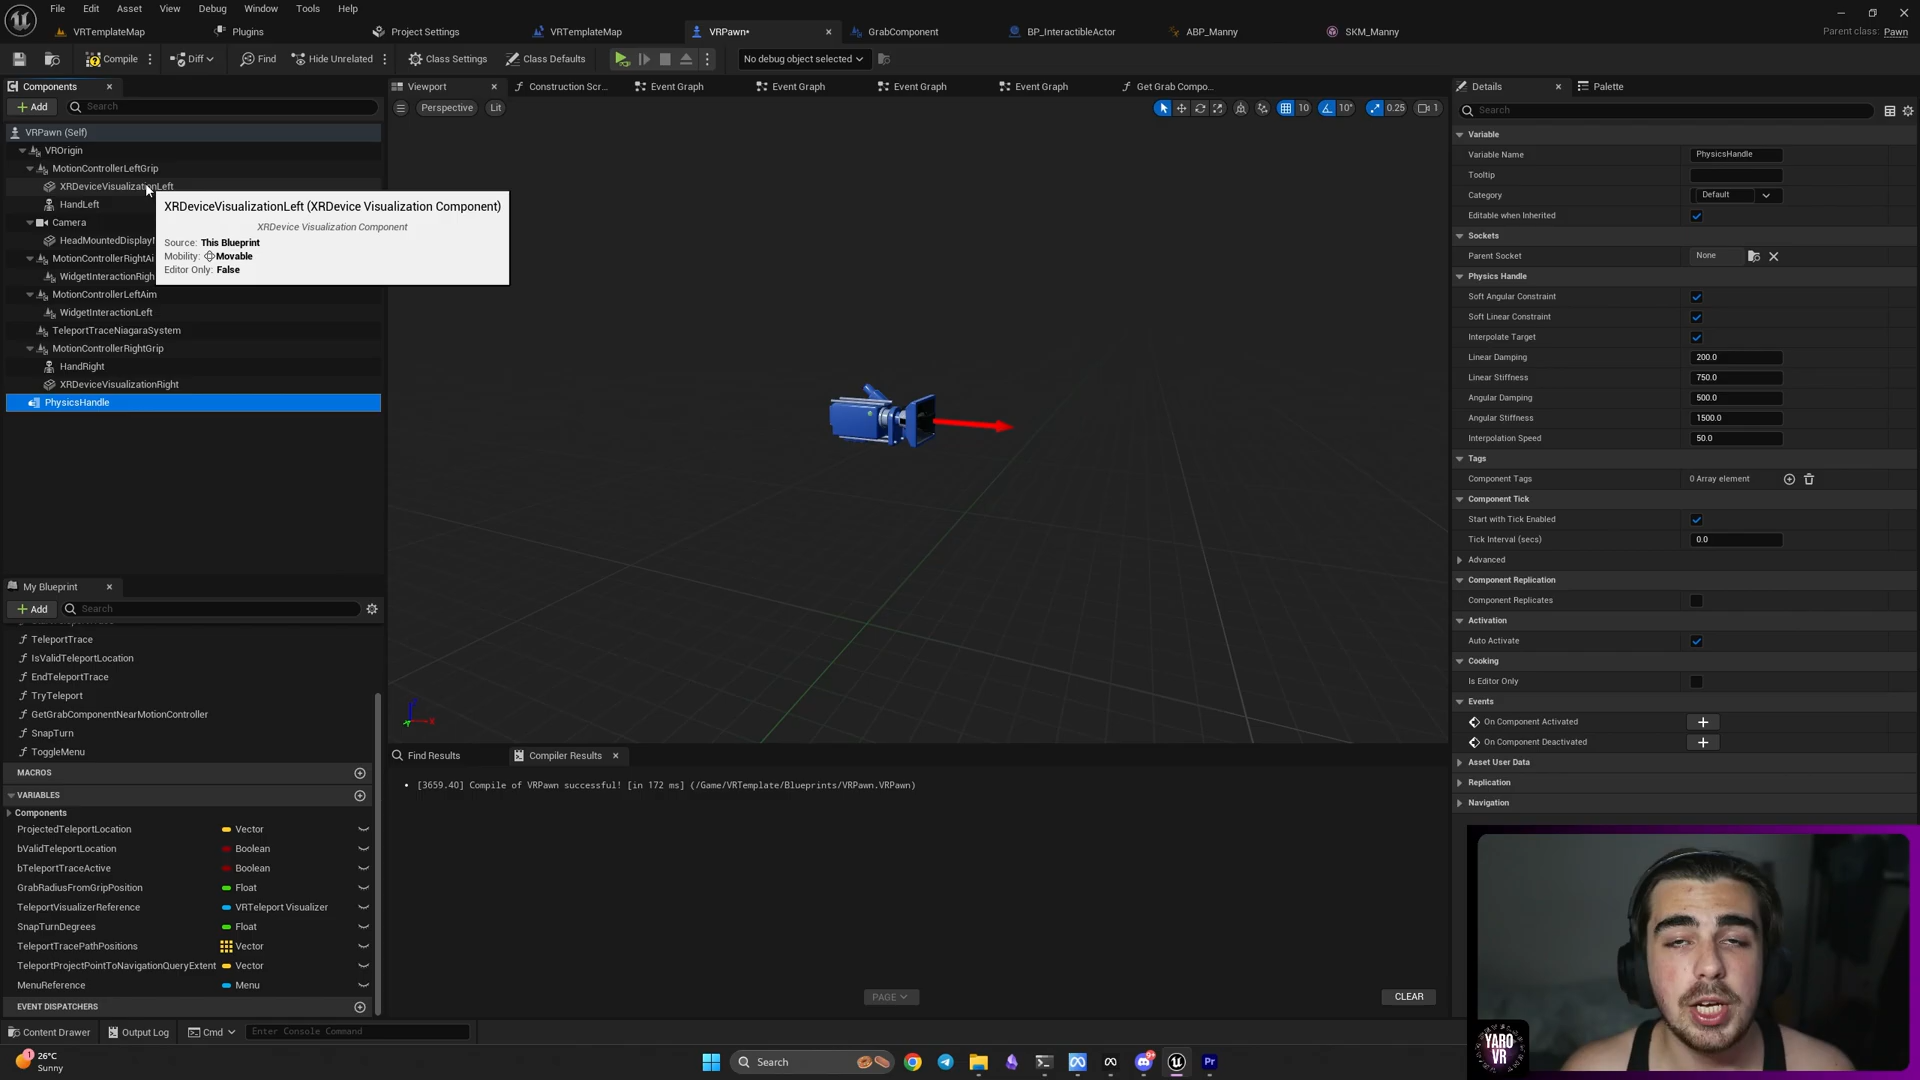 File Edit Asset View Debug Window Tools Help
VRTemplateMap Plugins Project Settings VRTemplateMap VRPawn• GrabComponent BP_InteractibleActor ABP_Manny SKM_Manny Parent class: Pawn
Compile Diff Find Hide Unrelated Class Settings Class Defaults No debug object selected
Components
Add Search
VRPawn (Self)
VROrigin
MotionControllerLeftGrip
XRDeviceVisualizationLeft
HandLeft
Camera
HeadMountedDisplayM
MotionControllerRightAi
WidgetInteractionRigh
MotionControllerLeftAim
WidgetInteractionLeft
TeleportTraceNiagaraSystem
MotionControllerRightGrip
HandRight
XRDeviceVisualizationRight
PhysicsHandle
XRDeviceVisualizationLeft (XRDevice Visualization Component)
XRDevice Visualization Component
Source: This Blueprint
Mobility: Movable
Editor Only: False
My Blueprint
Add Search
TeleportTrace
IsValidTeleportLocation
EndTeleportTrace
TryTeleport
GetGrabComponentNearMotionController
SnapTurn
ToggleMenu
MACROS
VARIABLES
Components
ProjectedTeleportLocation Vector
bValidTeleportLocation Boolean
bTeleportTraceActive Boolean
GrabRadiusFromGripPosition Float
TeleportVisualizerReference VRTeleport Visualizer
SnapTurnDegrees Float
TeleportTracePathPositions Vector
TeleportProjectPointToNavigationQueryExtent Vector
MenuReference Menu
EVENT DISPATCHERS
Viewport Construction Scr... Event Graph Event Graph Event Graph Event Graph Get Grab Compo...
Perspective Lit 10 10° 0.25 1
Find Results Compiler Results
[3659.40] Compile of VRPawn successful! [in 172 ms] (/Game/VRTemplate/Blueprints/VRPawn.VRPawn)
PAGE CLEAR
Details Palette
Search
Variable
Variable Name PhysicsHandle
Tooltip
Category Default
Editable when Inherited
Sockets
Parent Socket None
Physics Handle
Soft Angular Constraint
Soft Linear Constraint
Interpolate Target
Linear Damping 200.0
Linear Stiffness 750.0
Angular Damping 500.0
Angular Stiffness 1500.0
Interpolation Speed 50.0
Tags
Component Tags 0 Array element
Component Tick
Start with Tick Enabled
Tick Interval (secs) 0.0
Advanced
Component Replication
Component Replicates
Activation
Auto Activate
Cooking
Is Editor Only
Events
On Component Activated
On Component Deactivated
Asset User Data
Replication
Navigation
YARO
VR
Content Drawer Output Log Cmd Enter Console Command
1 26°C
Sunny
Search